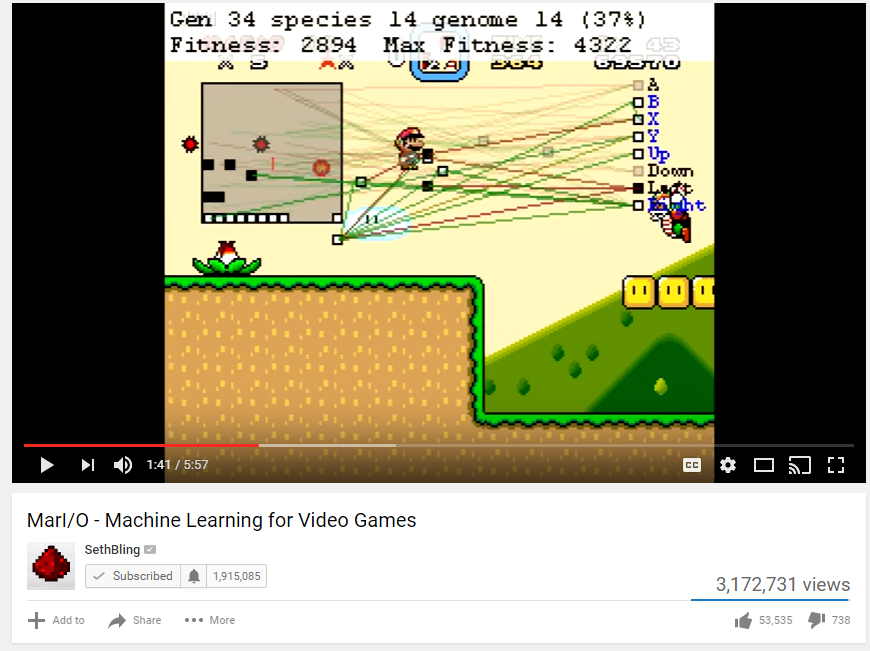 Gen 34 species 14 genome 14 (37%)
Fitness: 2894 Max Fitness: 4322
A
B
X
Y
Up
Down
Left
Right
1:41 / 5:57
CC
MarI/O - Machine Learning for Video Games
SethBling
Subscribed 1,915,085
3,172,731 views
Add to Share More 53,535 738